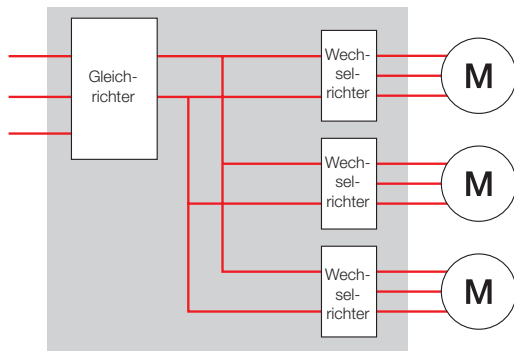 Gleich-
richter
Wech-
sel-
richter
M
Wech-
sel-
richter
M
Wech-
sel-
richter
M